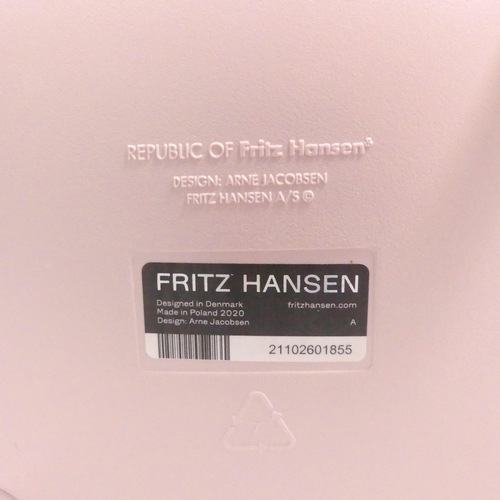 REPUBLIC OF Fritz Hansen®
DESIGN: ARNE JACOBSEN
FRITZ HANSEN A/S ©
FRITZ HANSEN
Designed in Denmark
fritzhansen.com
Made in Poland 2020
Design: Arne Jacobsen
A
21102601855
7